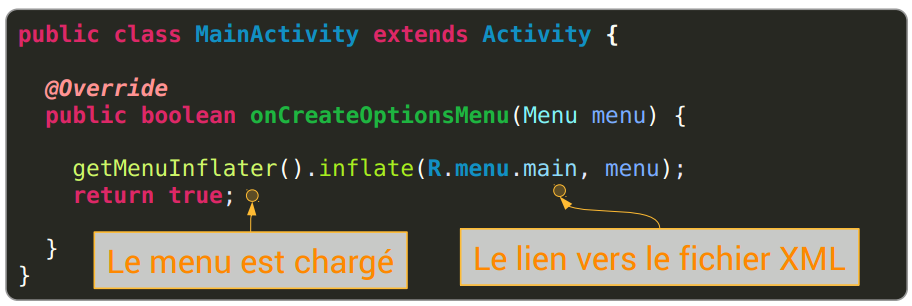 public class MainActivity extends Activity {
@Override
public boolean onCreateOptionsMenu(Menu menu) {
getMenuInflater().inflate(R.menu.main, menu);
return true;
}
Le menu est chargé
Le lien vers le fichier XML
}